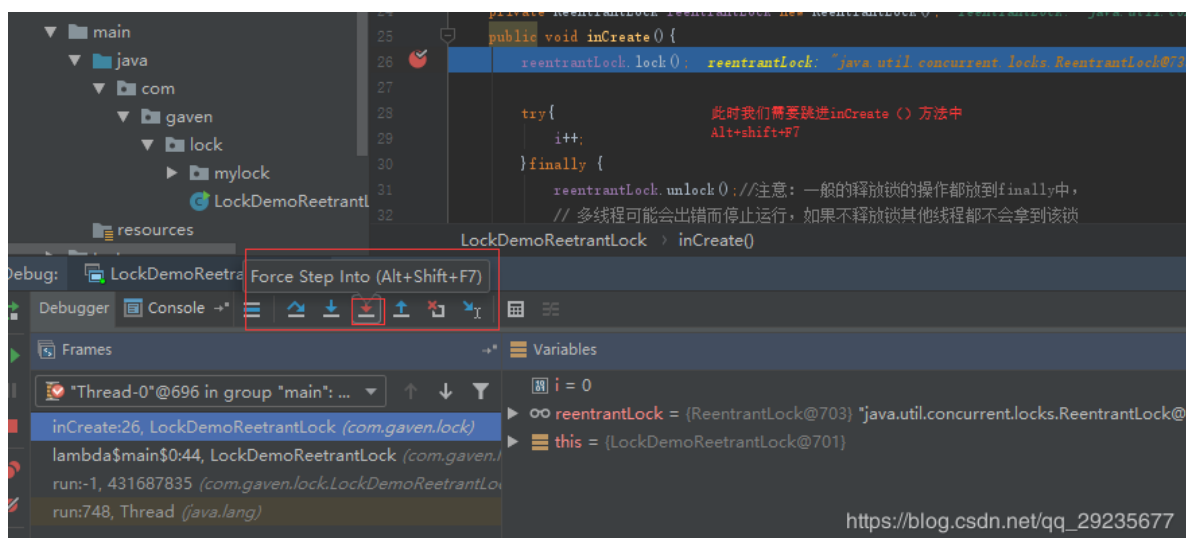 main
java
com
gaven
lock
mylock
LockDemoReetrantL
resources
24 private ReentrantLock reentrantLock new ReentrantLock();
25 public void inCreate() {
26 reentrantLock.lock(); reentrantLock: "java.util.concurrent.locks.ReentrantLock@73
27
28 try{
29 i++;
30 }finally {
31 reentrantLock.unlock();//注意：一般的释放锁的操作都放到finally中，
32 // 多线程可能会出错而停止运行，如果不释放锁其他线程都不会拿到该锁
此时我们需要跳进inCreate（）方法中
Alt+shift+F7
LockDemoReetrantLock > inCreate()
Debug: LockDemoReetra
Force Step Into (Alt+Shift+F7)
Debugger Console
Frames
"Thread-0"@696 in group "main": ...
inCreate:26, LockDemoReetrantLock (com.gaven.lock)
lambda$main$0:44, LockDemoReetrantLock (com.gaven.l
run:-1, 431687835 (com.gaven.lock.LockDemoReetrantLo
run:748, Thread (java.lang)
Variables
i = 0
reentrantLock = {ReentrantLock@703} "java.util.concurrent.locks.ReentrantLock@
this = {LockDemoReetrantLock@701}
https://blog.csdn.net/qq_29235677